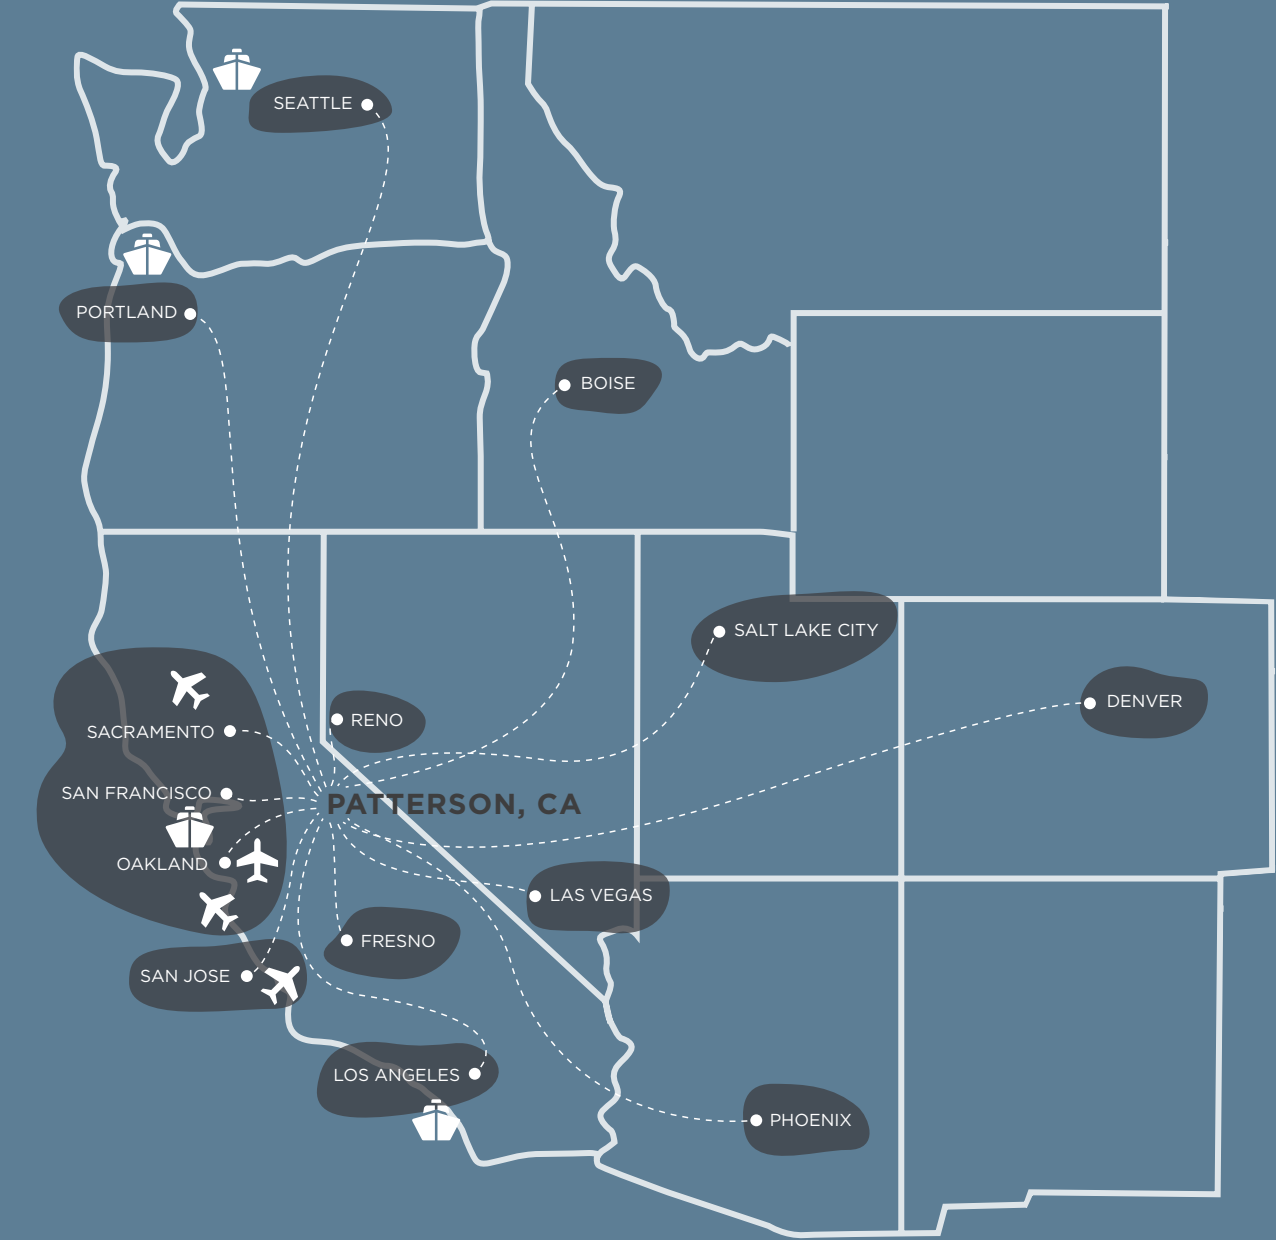 SEATTLE
PORTLAND
BOISE
SALT LAKE CITY
DENVER
RENO
SACRAMENTO
SAN FRANCISCO
PATTERSON, CA
OAKLAND
LAS VEGAS
FRESNO
SAN JOSE
LOS ANGELES
PHOENIX